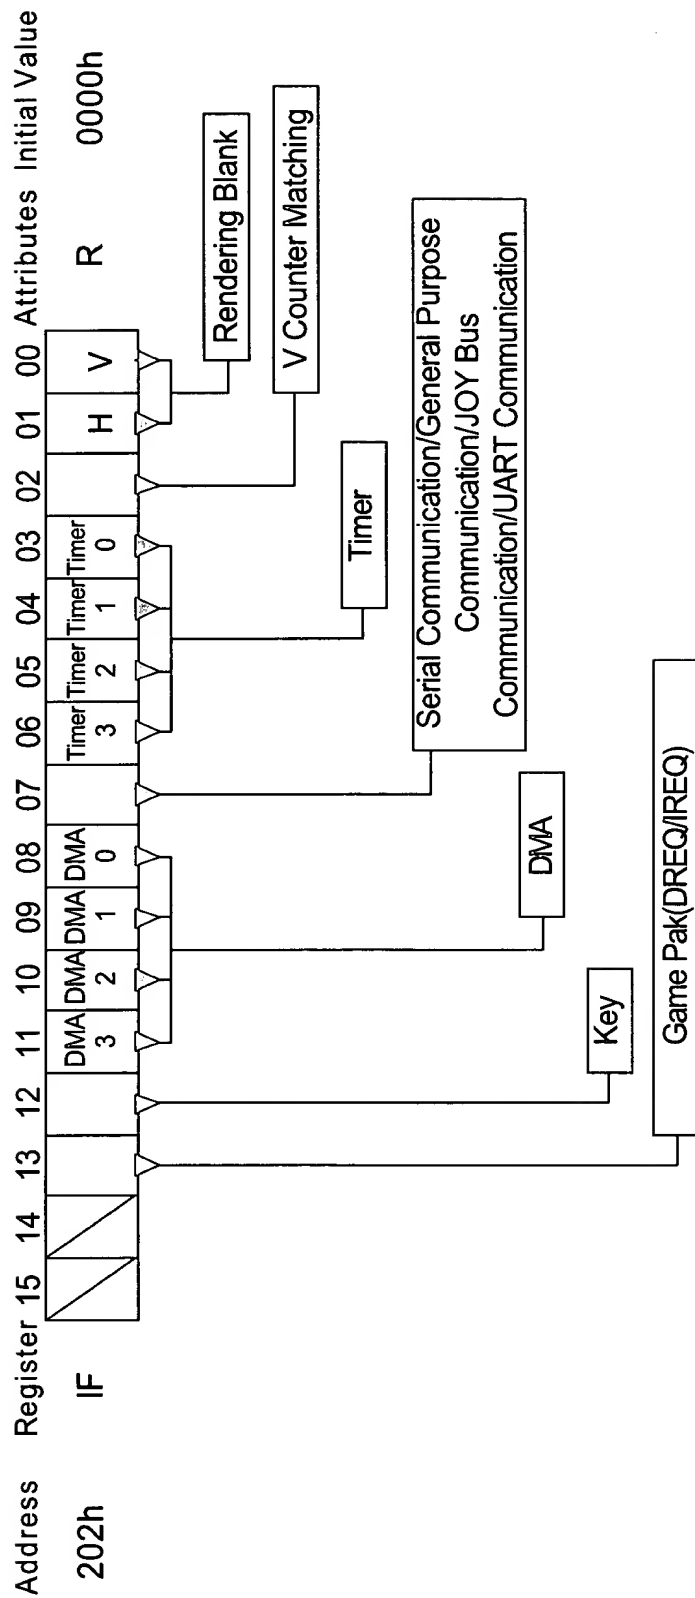 Address Register 15 14 13 12 11 10 09 08 07 06 05 04 03 02 01 00 Attributes Initial Value
202h IF DMA 3 DMA 2 DMA 1 DMA 0 Timer 3 Timer 2 Timer 1 Timer 0 H V R 0000h
Rendering Blank
V Counter Matching
Timer
Serial Communication/General Purpose
Communication/JOY Bus
Communication/UART Communication
DMA
Key
Game Pak(DREQ/IREQ)